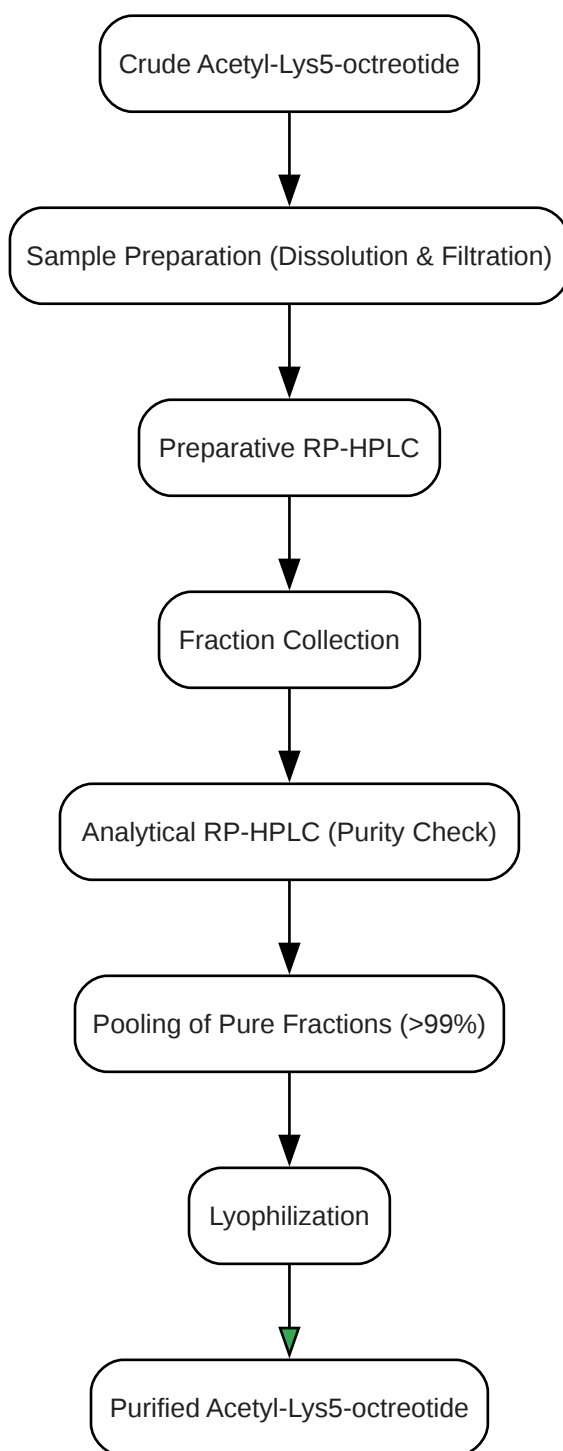 Crude Acetyl-Lys5-octreotide
Sample Preparation (Dissolution & Filtration)
Preparative RP-HPLC
Fraction Collection
Analytical RP-HPLC (Purity Check)
Pooling of Pure Fractions (>99%)
Lyophilization
Purified Acetyl-Lys5-octreotide